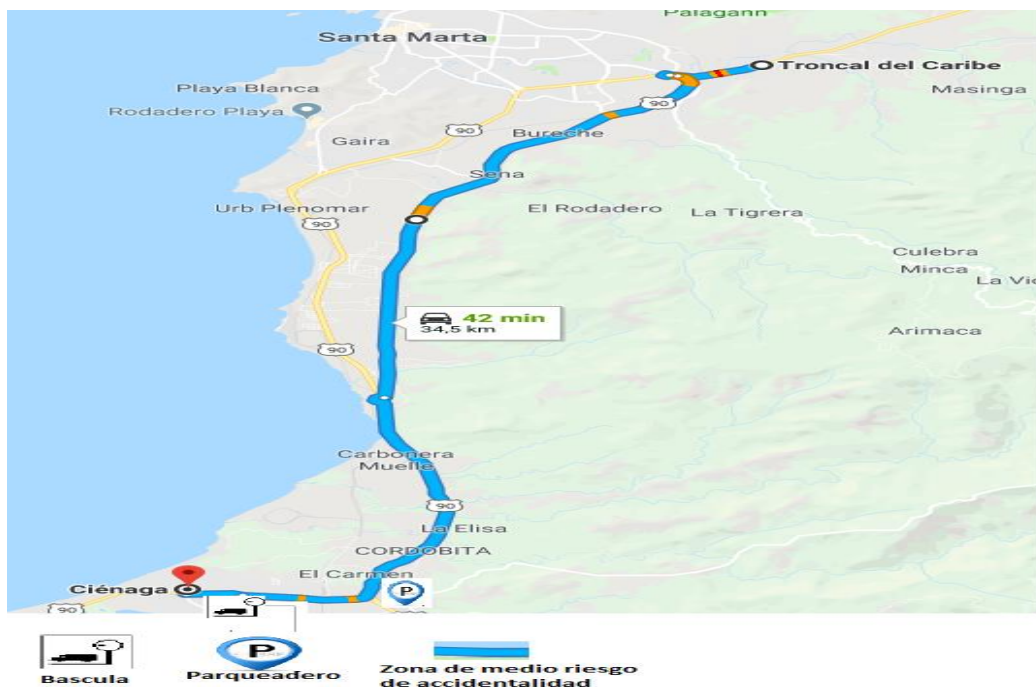 Palagann
Santa Marta
Troncal del Caribe
Playa Blanca
Masinga
Rodadero Playa
90
90
Bureche
Gaira
Sena
Urb Plenomar
El Rodadero
La Tigrera
90
Culebra
Minca
La Vic
42 min
34,5 km
Arimaca
90
Carbonera
Muelle
90
La Elisa
CORDOBITA
El Carmen
Ciénaga
P
90
P
Bascula
Parqueadero
Zona de medio riesgo
de accidentalidad